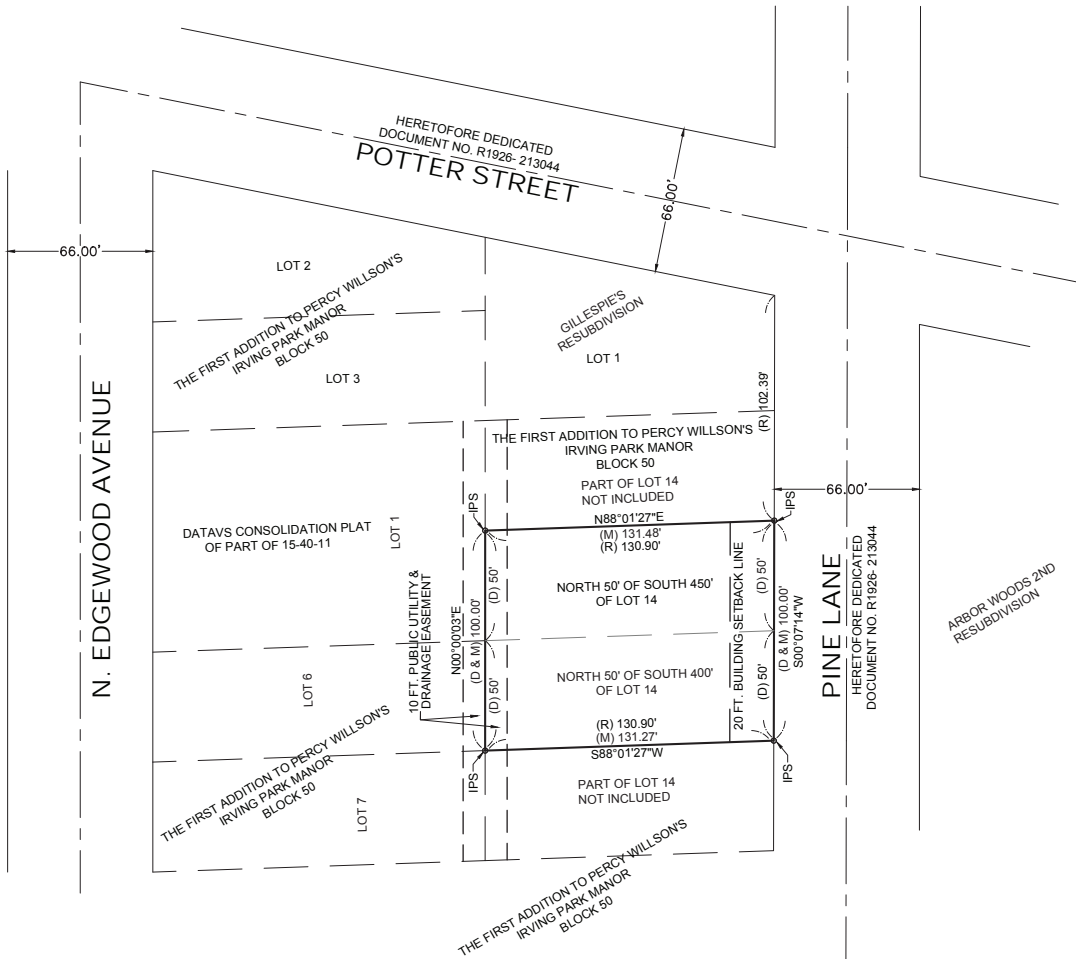 HERETOFORE DEDICATED
DOCUMENT NO. R1926- 213044
POTTER STREET
66.00'
66.00'
LOT 2
THE FIRST ADDITION TO PERCY WILLSON'S
IRVING PARK MANOR
BLOCK 50
LOT 3
GILLESPIE'S
RESUBDIVISION
LOT 1
(R) 102.39'
N. EDGEWOOD AVENUE
THE FIRST ADDITION TO PERCY WILLSON'S
IRVING PARK MANOR
BLOCK 50
PART OF LOT 14
NOT INCLUDED
66.00'
IPS
IPS
N88°01'27"E
(M) 131.48'
(R) 130.90'
DATAVS CONSOLIDATION PLAT
OF PART OF 15-40-11
LOT 1
10 FT. PUBLIC UTILITY &
DRAINAGE EASEMENT
N00°00'03"E
(D & M) 100.00'
(D) 50'
(D) 50'
NORTH 50' OF SOUTH 450'
OF LOT 14
NORTH 50' OF SOUTH 400'
OF LOT 14
20 FT. BUILDING SETBACK LINE
(D) 50'
(D) 50'
(D & M) 100.00'
S00°07'14"W
PINE LANE
HERETOFORE DEDICATED
DOCUMENT NO. R1926- 213044
ARBOR WOODS 2ND
RESUBDIVISION
LOT 6
(R) 130.90'
(M) 131.27'
S88°01'27"W
IPS
IPS
THE FIRST ADDITION TO PERCY WILLSON'S
IRVING PARK MANOR
BLOCK 50
LOT 7
PART OF LOT 14
NOT INCLUDED
THE FIRST ADDITION TO PERCY WILLSON'S
IRVING PARK MANOR
BLOCK 50